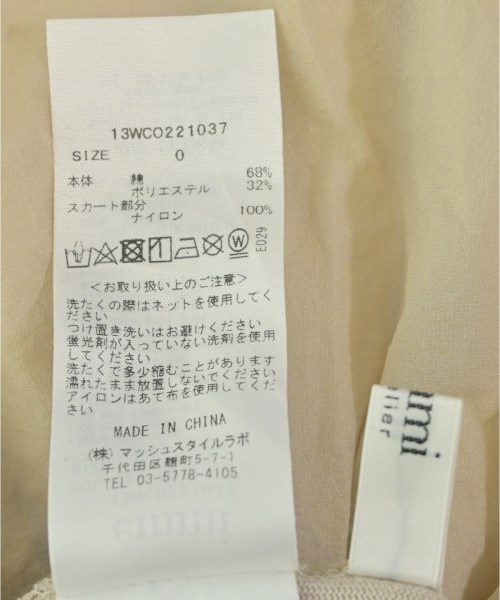 13WCO221037
SIZE 0
本体 綿 68%
ポリエステル 32%
スカート部分
ナイロン 100%
W
E029
<お取り扱い上のご注意>
洗たくの際はネットを使用してく
ださい
つけ置き洗いはお避けください
蛍光剤が入っていない洗剤を使用
してください
洗たくで多少縮むことがあります
濡れたまま放置しないでください
アイロンはあて布を使用してくだ
さい
MADE IN CHINA
(株)マッシュスタイルラボ
千代田区麹町5-7-1
TEL 03-5778-4105
emmi
elier